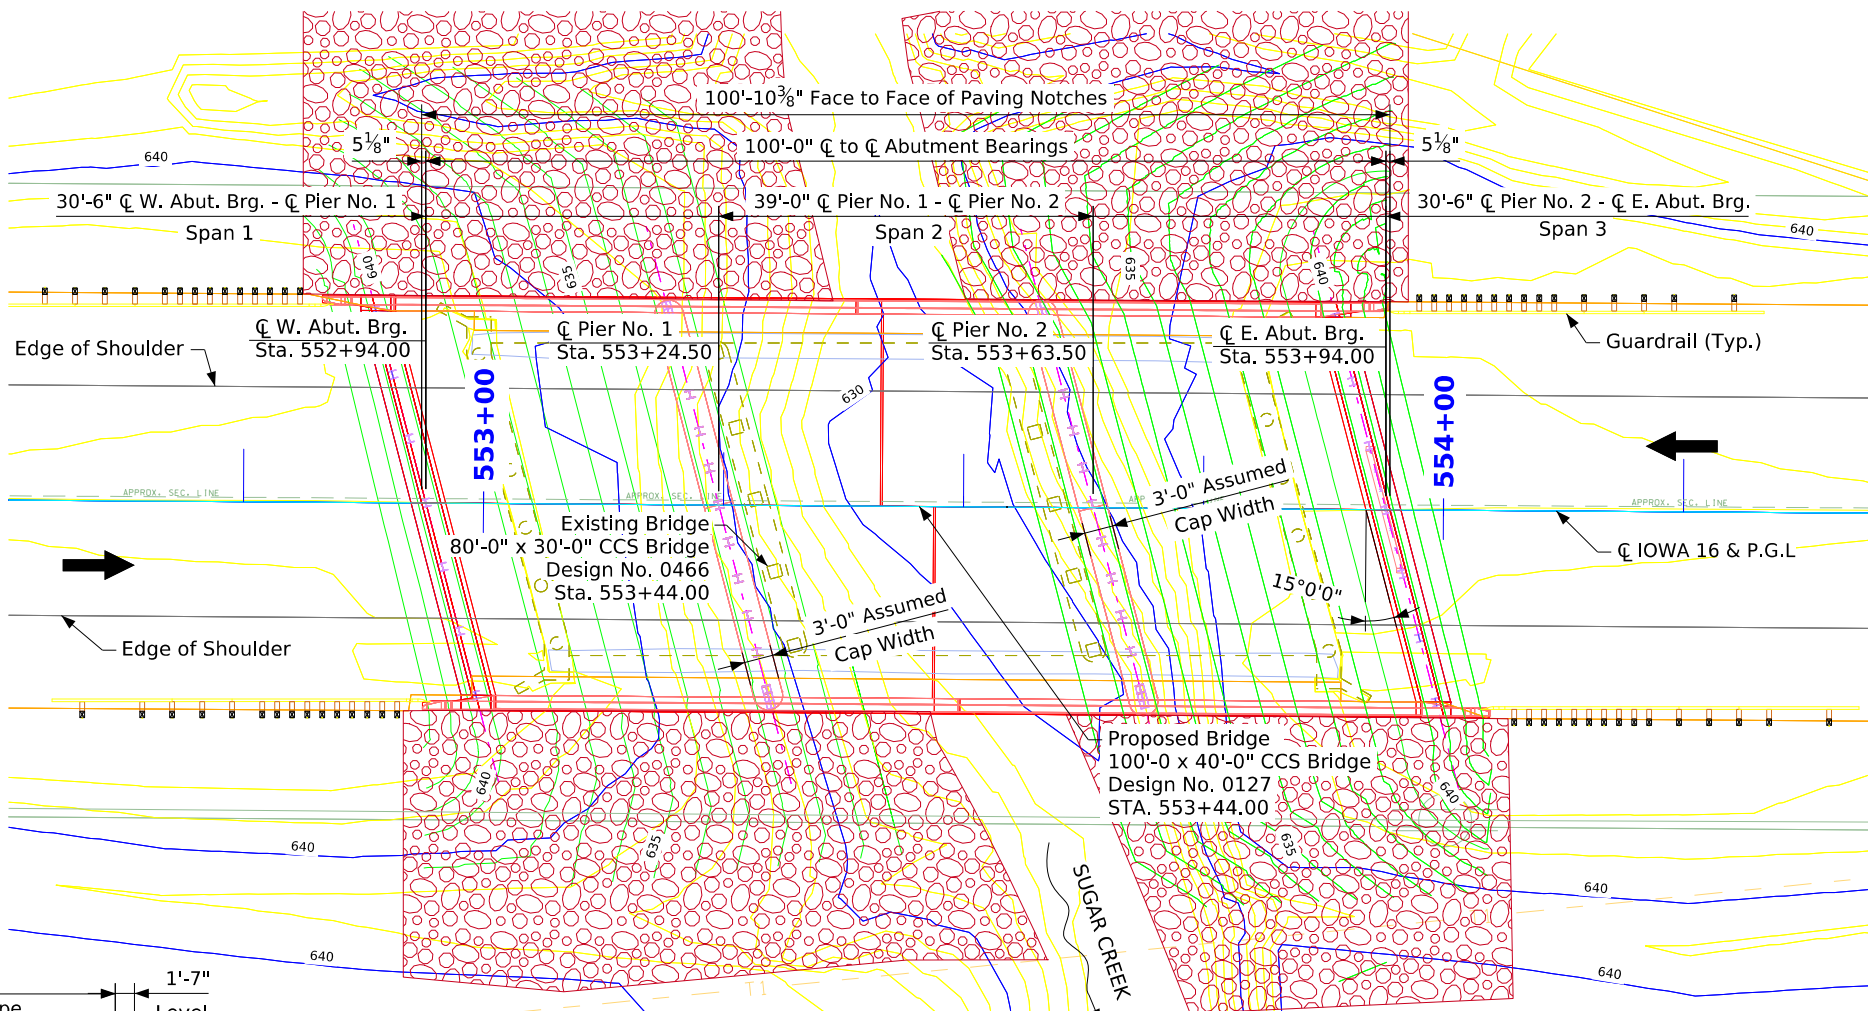 100'-10⅜" Face to Face of Paving Notches
5⅛"
100'-0" ℄ to ℄ Abutment Bearings
5⅛"
640
30'-6" ℄ W. Abut. Brg. - ℄ Pier No. 1
39'-0" ℄ Pier No. 1 - ℄ Pier No. 2
30'-6" ℄ Pier No. 2 - ℄ E. Abut. Brg.
Span 1
Span 2
Span 3
640
640
635
635
640
℄ W. Abut. Brg.
Sta. 552+94.00
℄ Pier No. 1
Sta. 553+24.50
℄ Pier No. 2
Sta. 553+63.50
℄ E. Abut. Brg.
Sta. 553+94.00
Edge of Shoulder
Guardrail (Typ.)
553+00
630
554+00
APPROX. SEC. LINE
APPROX. SEC. LINE
APPROX. SEC. LINE
3'-0" Assumed
Cap Width
Existing Bridge
80'-0" x 30'-0" CCS Bridge
Design No. 0466
Sta. 553+44.00
℄ IOWA 16 & P.G.L
15°0'0"
3'-0" Assumed
Cap Width
Edge of Shoulder
Proposed Bridge
100'-0 x 40'-0" CCS Bridge
Design No. 0127
STA. 553+44.00
640
640
640
635
635
SUGAR CREEK
640
640
640
1'-7"
Level
T1